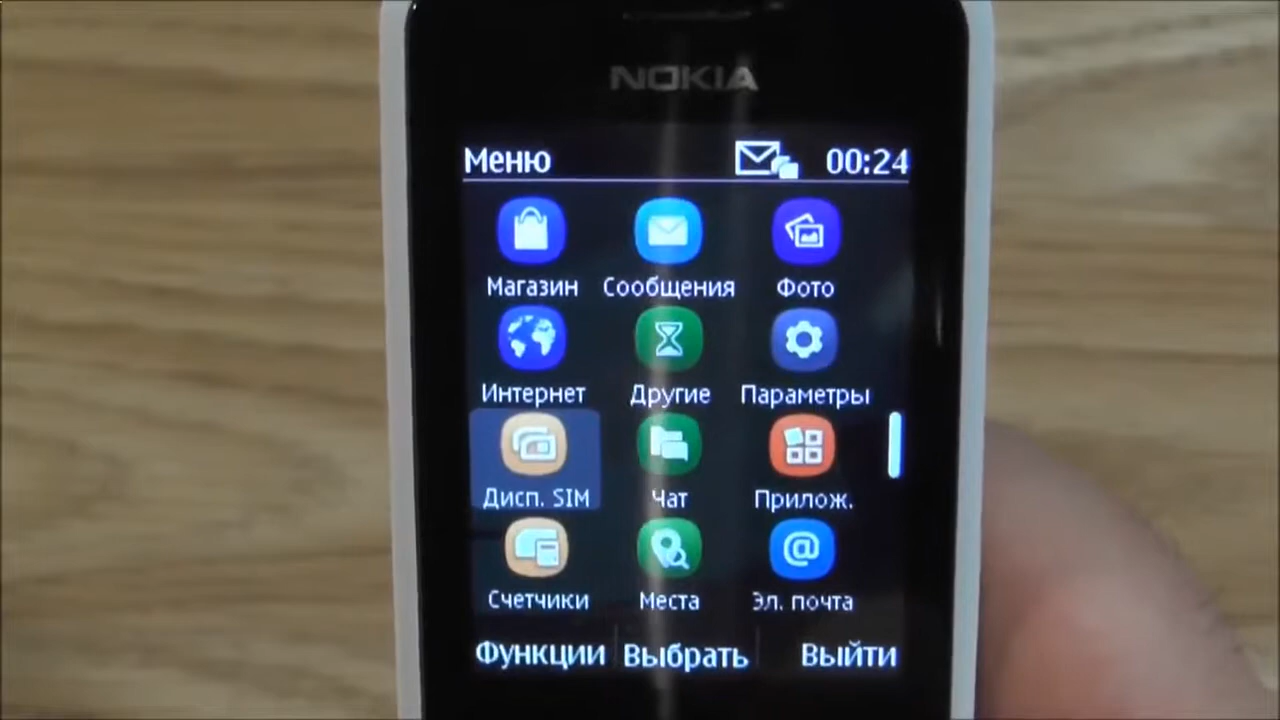 NOKIA
Меню 00:24
Магазин Сообщения Фото
Интернет Другие Параметры
Дисп. SIM Чат Прилож.
Счетчики Места Эл. почта
Функции Выбрать Выйти